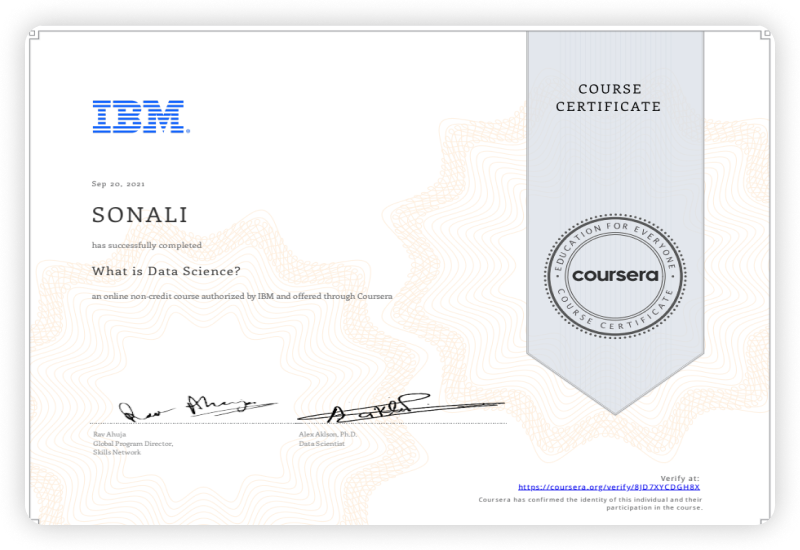 IBM
COURSE
CERTIFICATE
Sep 20, 2021
SONALI
has successfully completed
What is Data Science?
an online non-credit course authorized by IBM and offered through Coursera
EDUCATION FOR EVERYONE
coursera
COURSE CERTIFICATE
Rav Ahuja
Global Program Director,
Skills Network
Alex Aklson, Ph.D.
Data Scientist
Verify at:
https://coursera.org/verify/8JD7XYCDGH8X
Coursera has confirmed the identity of this individual and their
participation in the course.